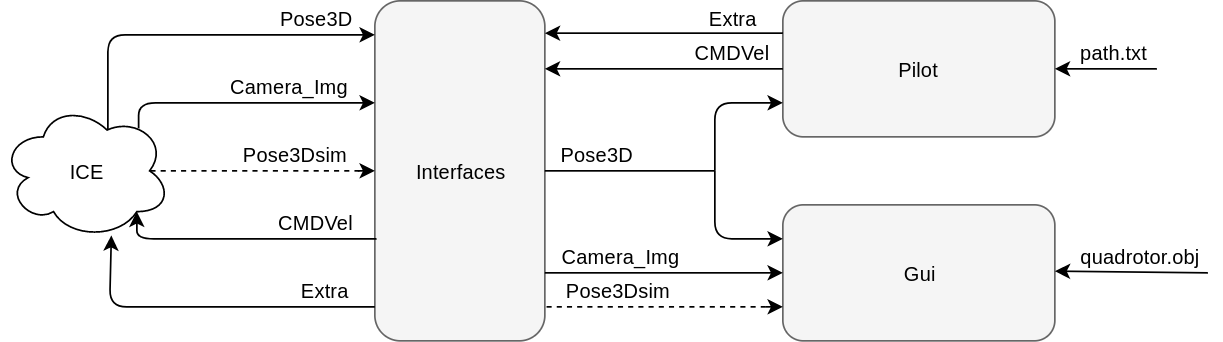 Pose3D
Extra
CMDVel
path.txt
Pilot
Camera_Img
Pose3Dsim
Pose3D
ICE
Interfaces
CMDVel
Camera_Img
quadrotor.obj
Gui
Extra
Pose3Dsim